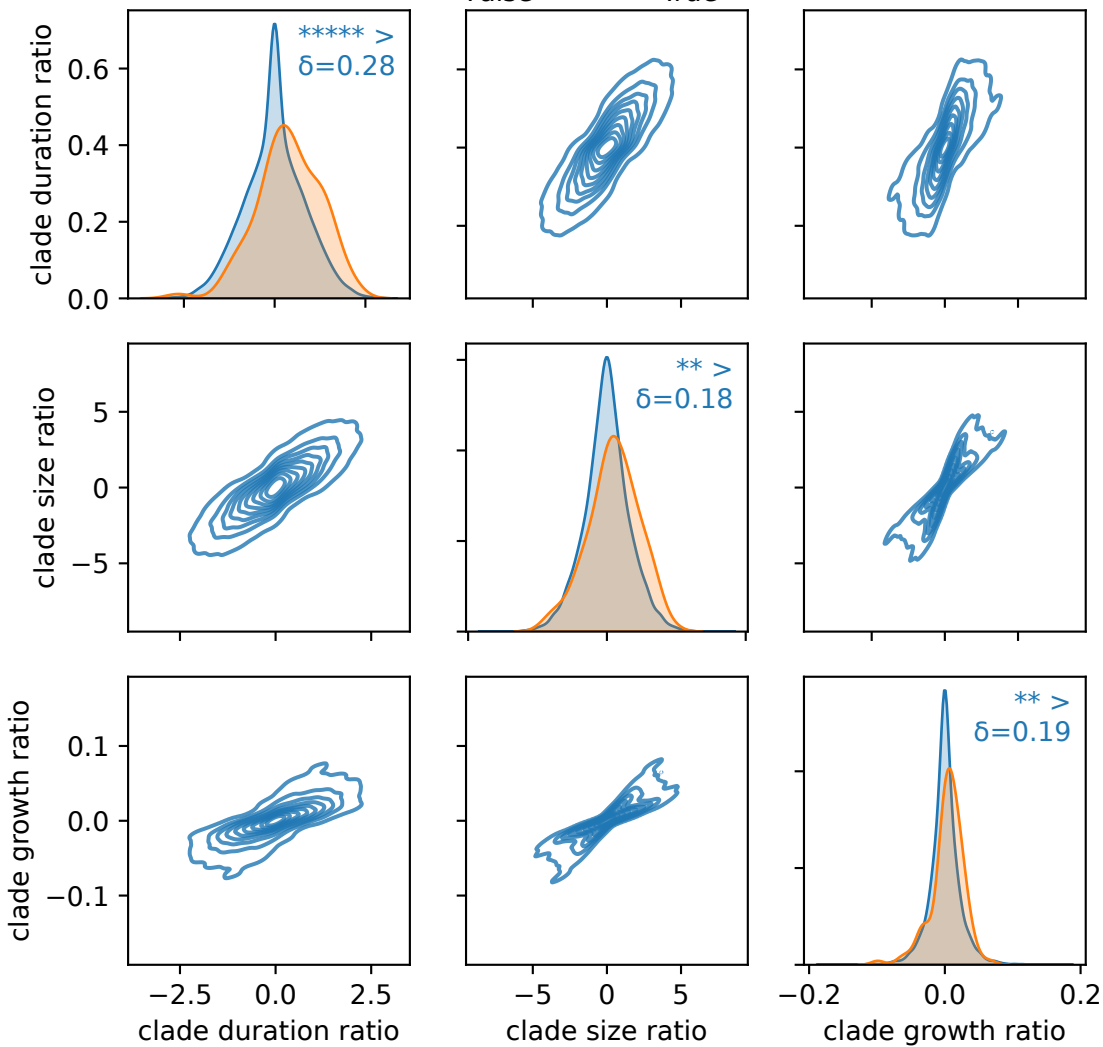 clade duration ratio
0.6
0.4
0.2
0.0
***** >
δ=0.28
clade size ratio
5
0
−5
** >
δ=0.18
clade growth ratio
0.1
0.0
−0.1
** >
δ=0.19
−2.5 0.0 2.5
−5 0 5
−0.2 0.0 0.2
clade duration ratio
clade size ratio
clade growth ratio